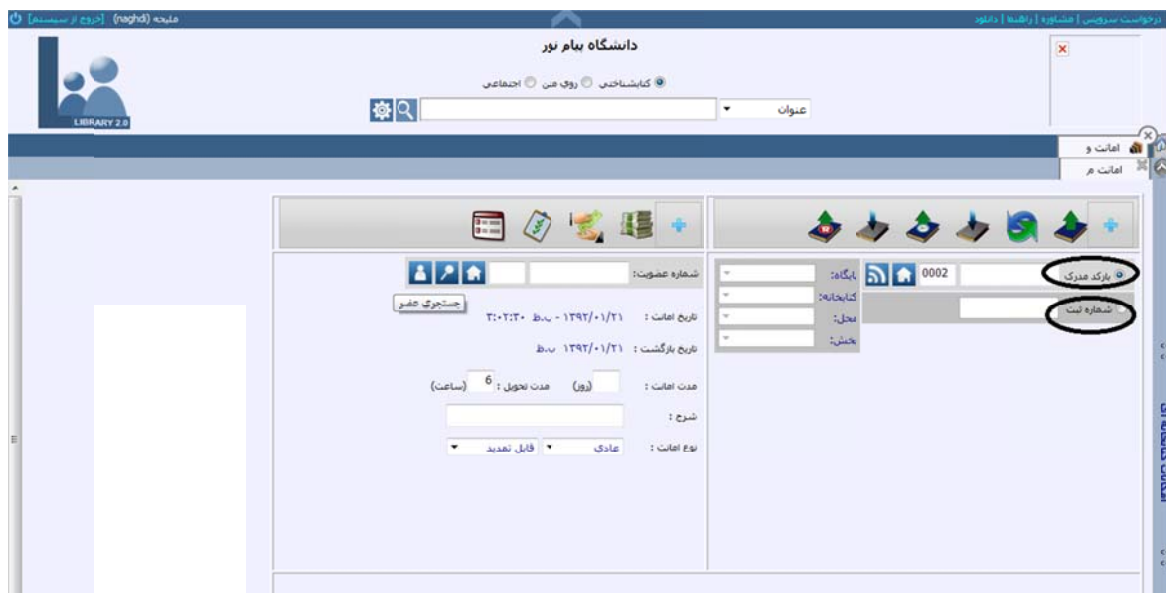 درخواست سرویس | مشاوره | راهنما | دانلود
ملیحه (naghdi) [خروج از سیستم]
دانشگاه پیام نور
کتابشناختی روي من اجتماعی
عنوان
LIBRARY 2.0
امانت و
امانت م
بارکد مدرک 0002
شماره ثبت
پایگاه:
کتابخانه:
محل:
بخش:
شماره عضویت:
جستجوی عضو
تاریخ امانت : ۱۳۹۲/۰۱/۲۱ - ب.ظ ۳:۰۲:۳۰
تاریخ بازگشت : ۱۳۹۲/۰۱/۲۱ ب.ظ
مدت امانت : (روز) مدت تحویل : 6 (ساعت)
شرح :
نوع امانت : عادی قابل تمدید